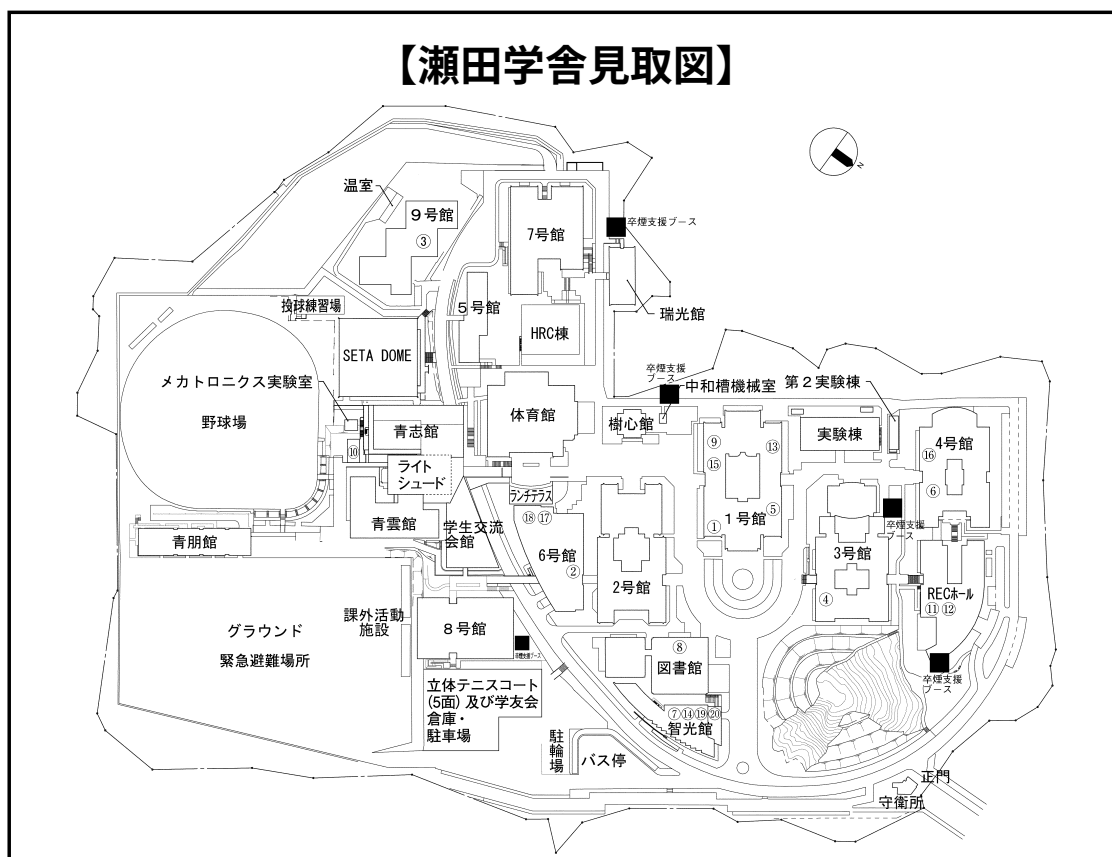 【瀬田学舎見取図】
N
温室
9号館
③
7号館
卒煙支援ブース
5号館
投球練習場
HRC棟
瑞光館
SETA DOME
メカトロニクス実験室
卒煙支援
ブース
中和槽機械室
第2実験棟
野球場
青志館
⑩
体育館
樹心館
⑨
⑬
⑮
実験棟
4号館
⑯
⑥
ライト
シュード
ランチテラス
⑱ ⑰
1号館
⑤
①
卒煙支援
ブース
青雲館
学生交流
会館
青朋館
6号館
②
2号館
3号館
④
RECホール
⑪ ⑫
課外活動
施設
グラウンド
緊急避難場所
8号館
卒煙支援ブース
⑧
図書館
卒煙支援
ブース
立体テニスコート
(5面)及び学友会
倉庫・
駐車場
⑦⑭⑲⑳
智光館
駐輪場
バス停
正門
守衛所